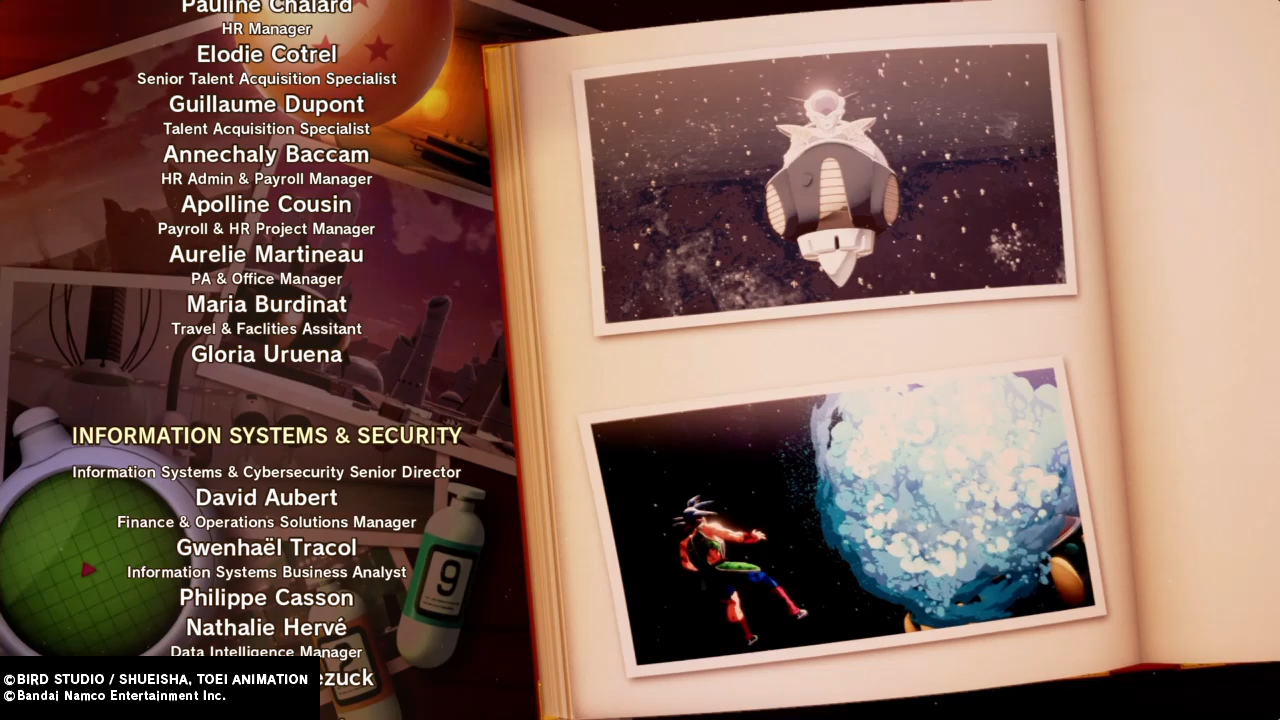 Pauline Chalard
HR Manager
Elodie Cotrel
Senior Talent Acquisition Specialist
Guillaume Dupont
Talent Acquisition Specialist
Annechaly Baccam
HR Admin & Payroll Manager
Apolline Cousin
Payroll & HR Project Manager
Aurelie Martineau
PA & Office Manager
Maria Burdinat
Travel & Faclities Assitant
Gloria Uruena
INFORMATION SYSTEMS & SECURITY
Information Systems & Cybersecurity Senior Director
David Aubert
Finance & Operations Solutions Manager
Gwenhaël Tracol
Information Systems Business Analyst
Philippe Casson
Nathalie Hervé
Data Intelligence Manager
9
2
©BIRD STUDIO / SHUEISHA, TOEI ANIMATION
©Bandai Namco Entertainment Inc.